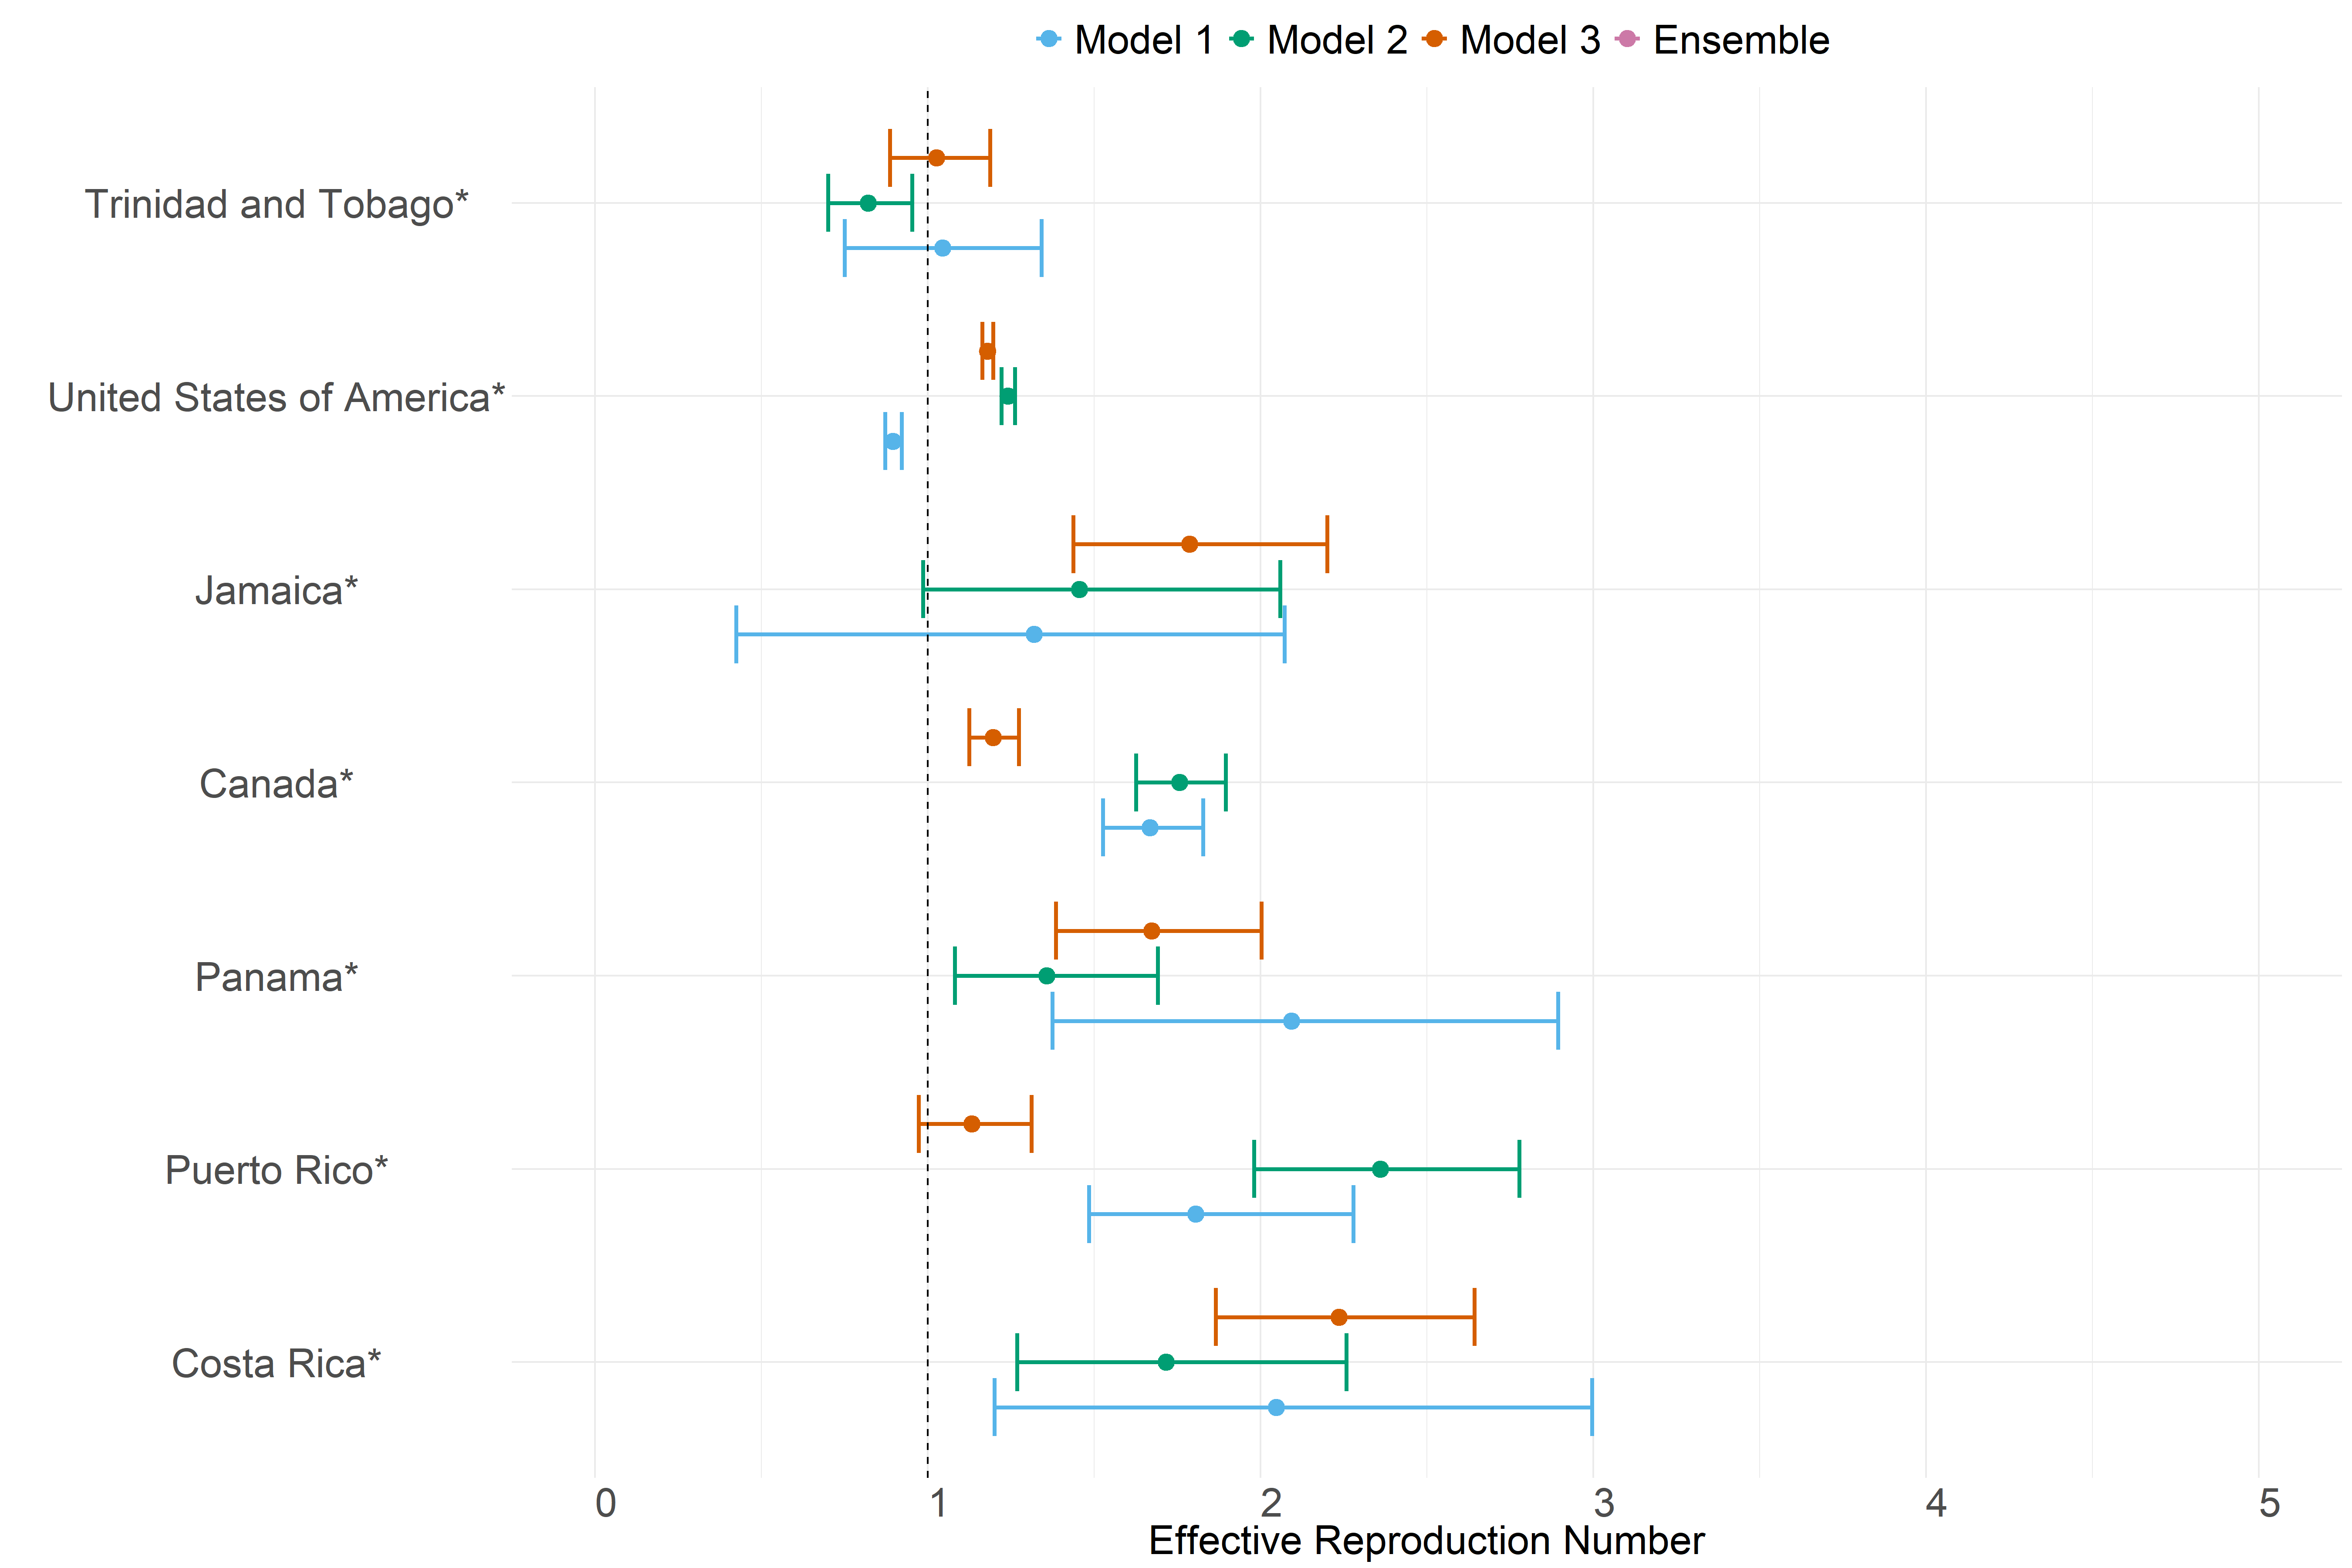 Model 1 Model 2 Model 3 Ensemble
Trinidad and Tobago*
United States of America*
Jamaica*
Canada*
Panama*
Puerto Rico*
Costa Rica*
0 1 2 3 4 5
Effective Reproduction Number